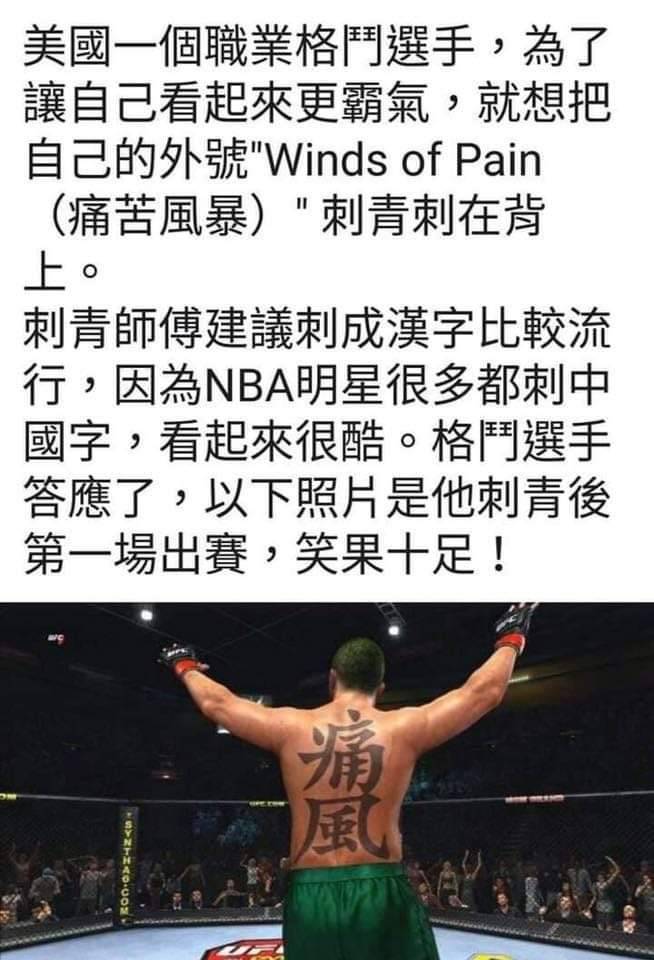 美國一個職業格鬥選手，為了
讓自己看起來更霸氣，就想把
自己的外號"Winds of Pain
（痛苦風暴）" 刺青刺在背
上。
刺青師傅建議刺成漢字比較流
行，因為NBA明星很多都刺中
國字，看起來很酷。格鬥選手
答應了，以下照片是他刺青後
第一場出賽，笑果十足！
UFC
痛
風
UFC.COM
SYNTHA6.COM
UFC